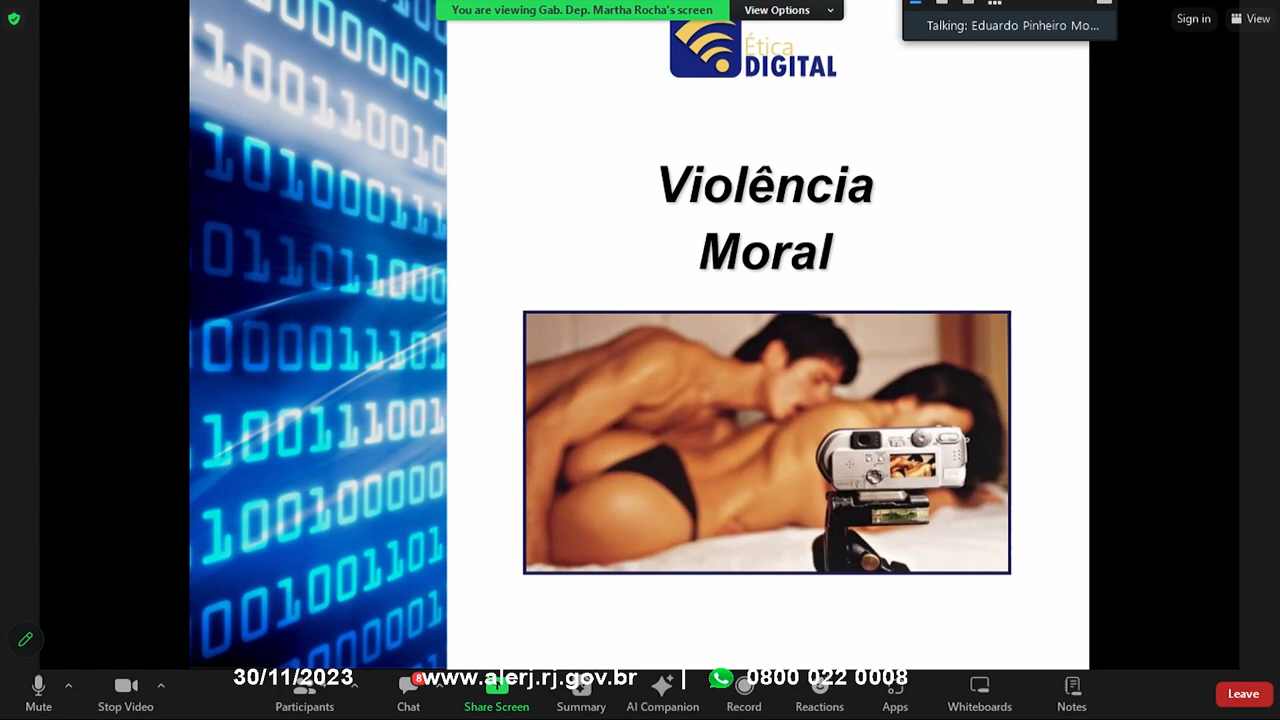 You are viewing Gab. Dep. Martha Rocha's screen
View Options
Talking: Eduardo Pinheiro Mo...
Sign in
View
Ética
DIGITAL
Violência
Moral
30/11/2023
www.alerj.rj.gov.br | 0800 022 0008
8
Mute
Stop Video
Participants
Chat
Share Screen
Summary
AI Companion
Record
Reactions
Apps
Whiteboards
Notes
Leave